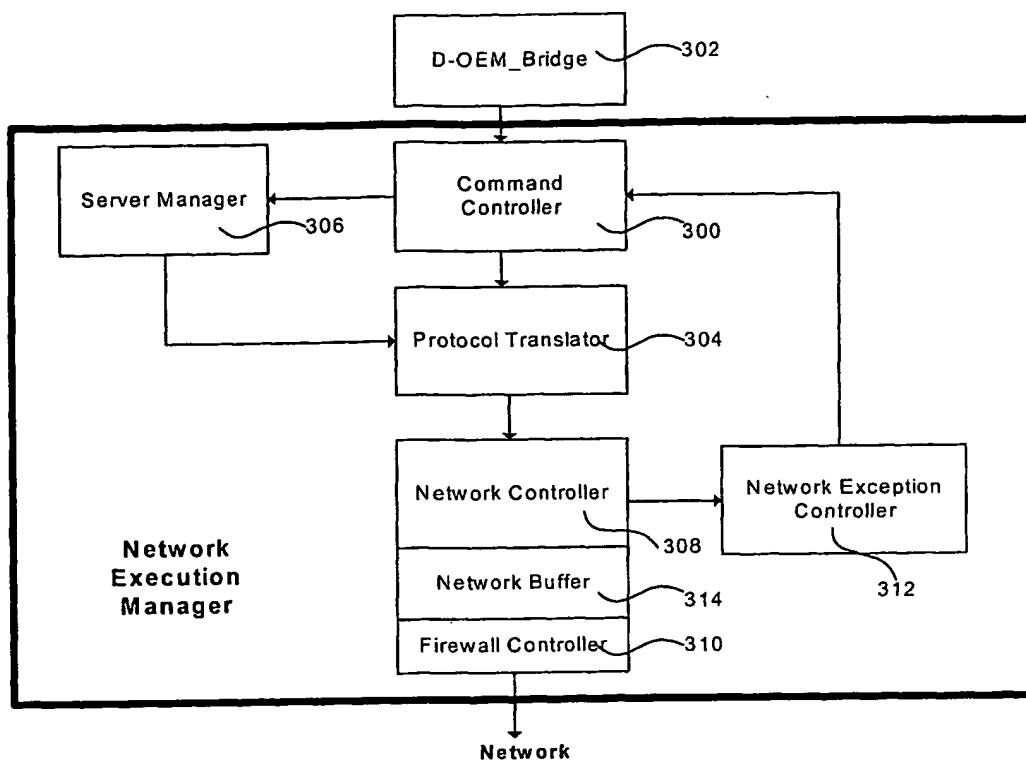 D-OEM_Bridge
302
Server Manager
306
Command
Controller
300
Protocol Translator
304
Network Controller
308
Network Exception
Controller
312
Network Buffer
314
Firewall Controller
310
Network
Execution
Manager
Network